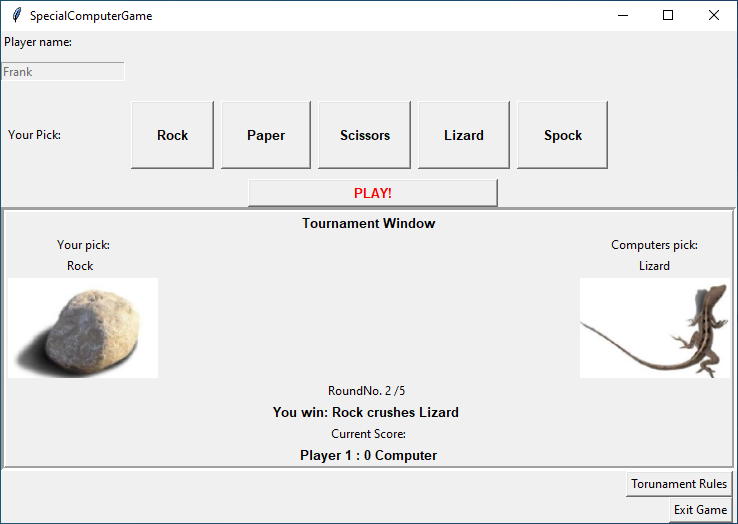 SpecialComputerGame
Player name:
Frank
Your Pick:
Rock
Paper
Scissors
Lizard
Spock
PLAY!
Tournament Window
Your pick:
Computers pick:
Rock
Lizard
RoundNo. 2 /5
You win: Rock crushes Lizard
Current Score:
Player 1 : 0 Computer
Torunament Rules
Exit Game